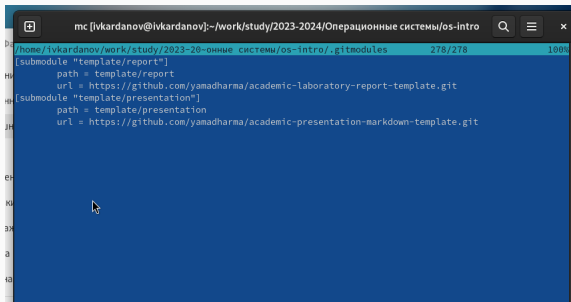 mc [ivkardanov@ivkardanov]:~/work/study/2023-2024/Операционные системы/os-intro
/home/ivkardanov/work/study/2023-20~онные системы/os-intro/.gitmodules 278/278 100%
[submodule "template/report"]
path = template/report
url = https://github.com/yamadharma/academic-laboratory-report-template.git
[submodule "template/presentation"]
path = template/presentation
url = https://github.com/yamadharma/academic-presentation-markdown-template.git